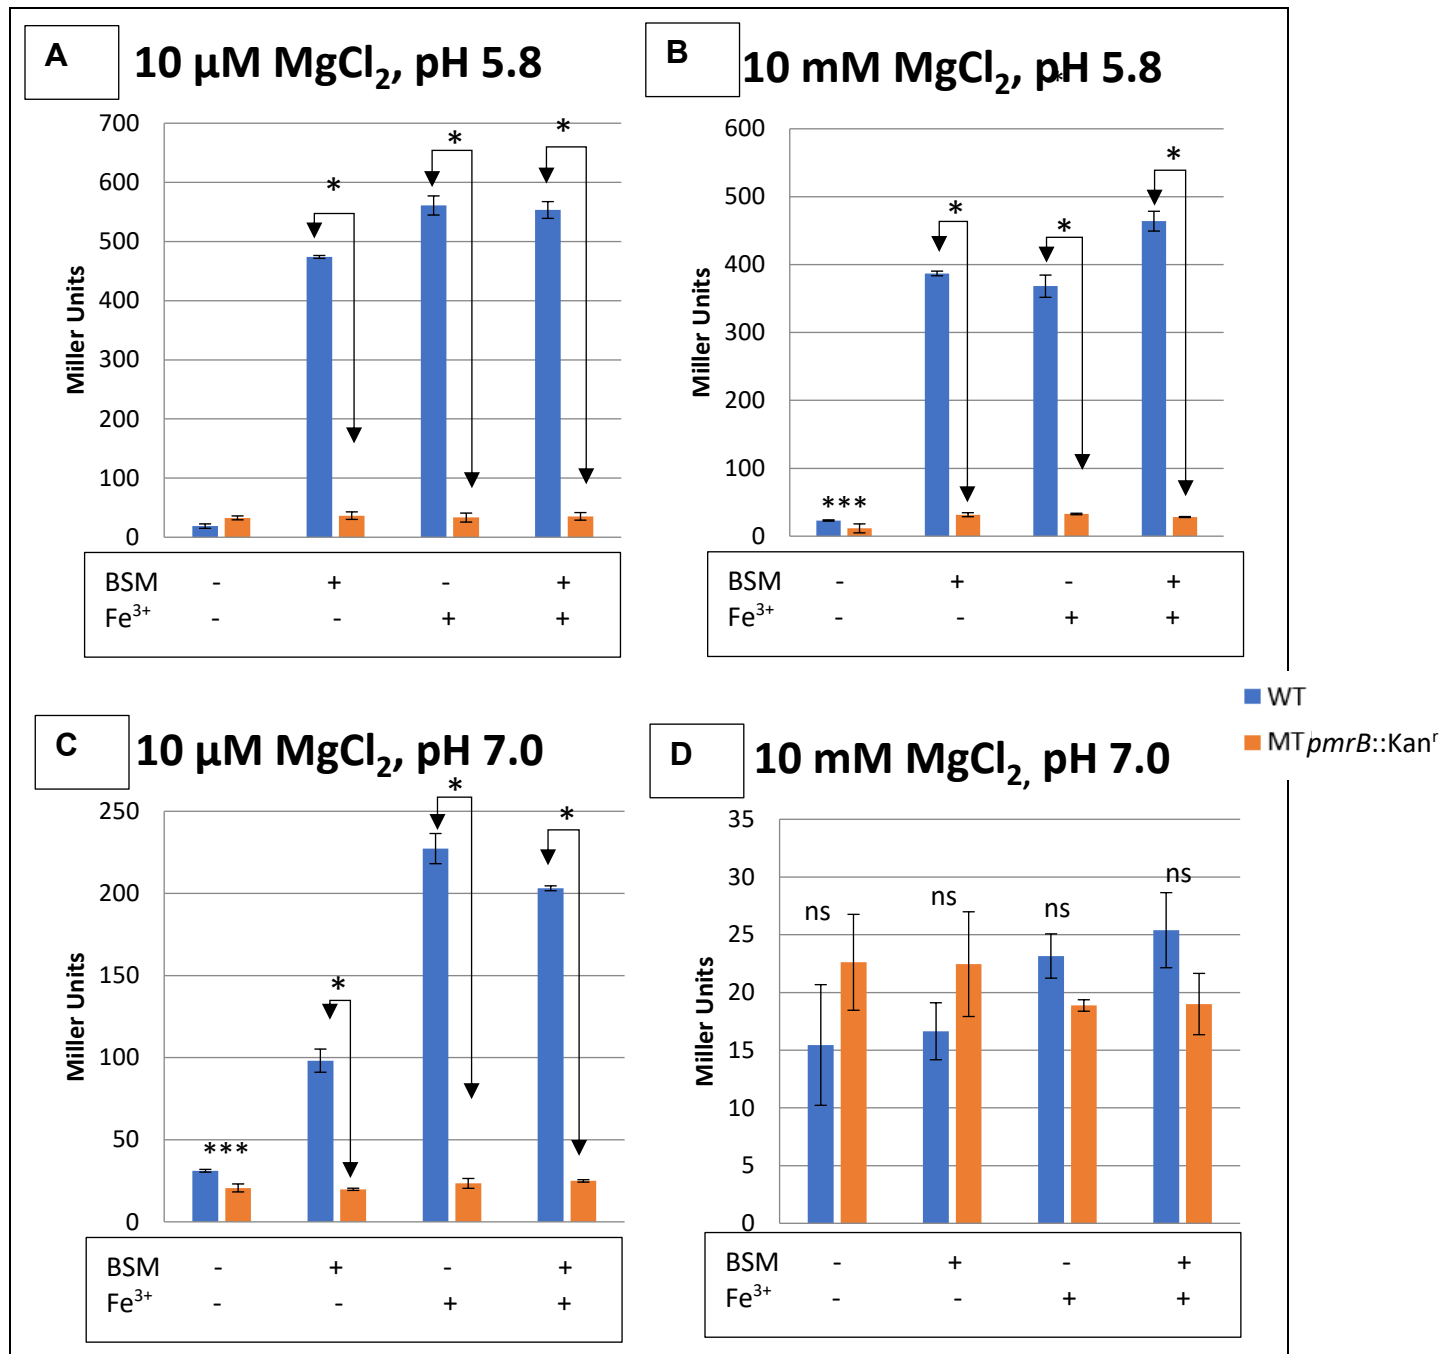 A
10 µM MgCl₂, pH 5.8
700
600
500
400
300
200
100
0
Miller Units
*
*
*
BSM - + - +
Fe³⁺ - - + +
B
10 mM MgCl₂, pH 5.8
*
600
500
400
300
200
100
0
Miller Units
***
*
*
*
BSM - + - +
Fe³⁺ - - + +
WT
MT pmrB::Kanʳ
C
10 µM MgCl₂, pH 7.0
250
200
150
100
50
0
Miller Units
***
*
*
*
BSM - + - +
Fe³⁺ - - + +
D
10 mM MgCl₂, pH 7.0
35
30
25
20
15
10
5
0
Miller Units
ns
ns
ns
ns
BSM - + - +
Fe³⁺ - - + +